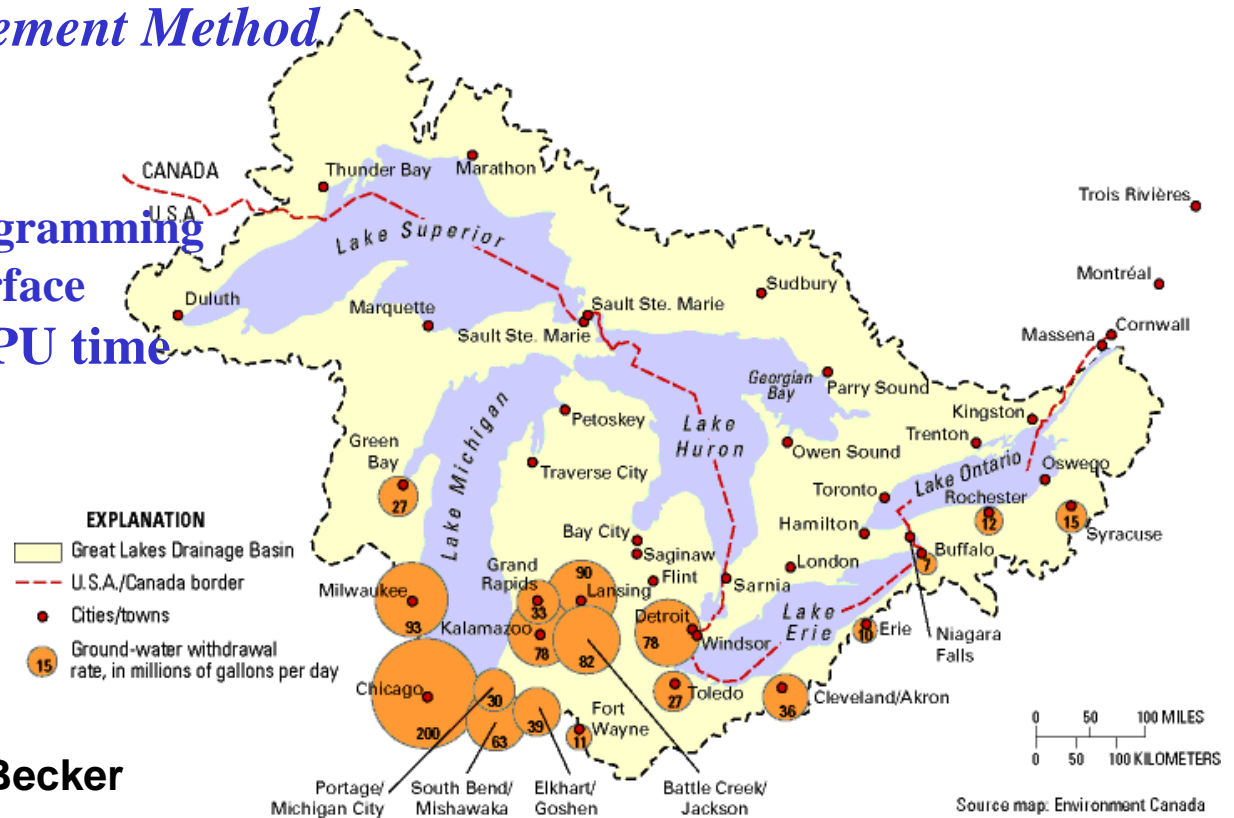 ement Method
CANADA
U.S.A.
Thunder Bay
Marathon
Trois Rivières
gramming
rface
PU time
Lake Superior
Duluth
Marquette
Sault Ste. Marie
Sault Ste. Marie
Sudbury
Montréal
Massena
Cornwall
Georgian
Bay
Parry Sound
Kingston
Petoskey
Lake
Huron
Trenton
Owen Sound
Green
Bay
27
Lake Michigan
Traverse City
Lake Ontario
Oswego
Toronto
Rochester
12
15
Syracuse
Hamilton
Bay City
Saginaw
Flint
London
Buffalo
7
Sarnia
EXPLANATION
Great Lakes Drainage Basin
U.S.A./Canada border
Cities/towns
15
Ground-water withdrawal
rate, in millions of gallons per day
Milwaukee
93
Grand
Rapids
33
90
Lansing
Kalamazoo
78
82
Detroit
78
Windsor
Lake
Erie
10
Erie
Niagara
Falls
Chicago
200
30
63
39
Fort
Wayne
11
27
Toledo
36
Cleveland/Akron
Portage/
Michigan City
South Bend/
Mishawaka
Elkhart/
Goshen
Battle Creek/
Jackson
0 50 100 MILES
0 50 100 KILOMETERS
Becker
Source map: Environment Canada